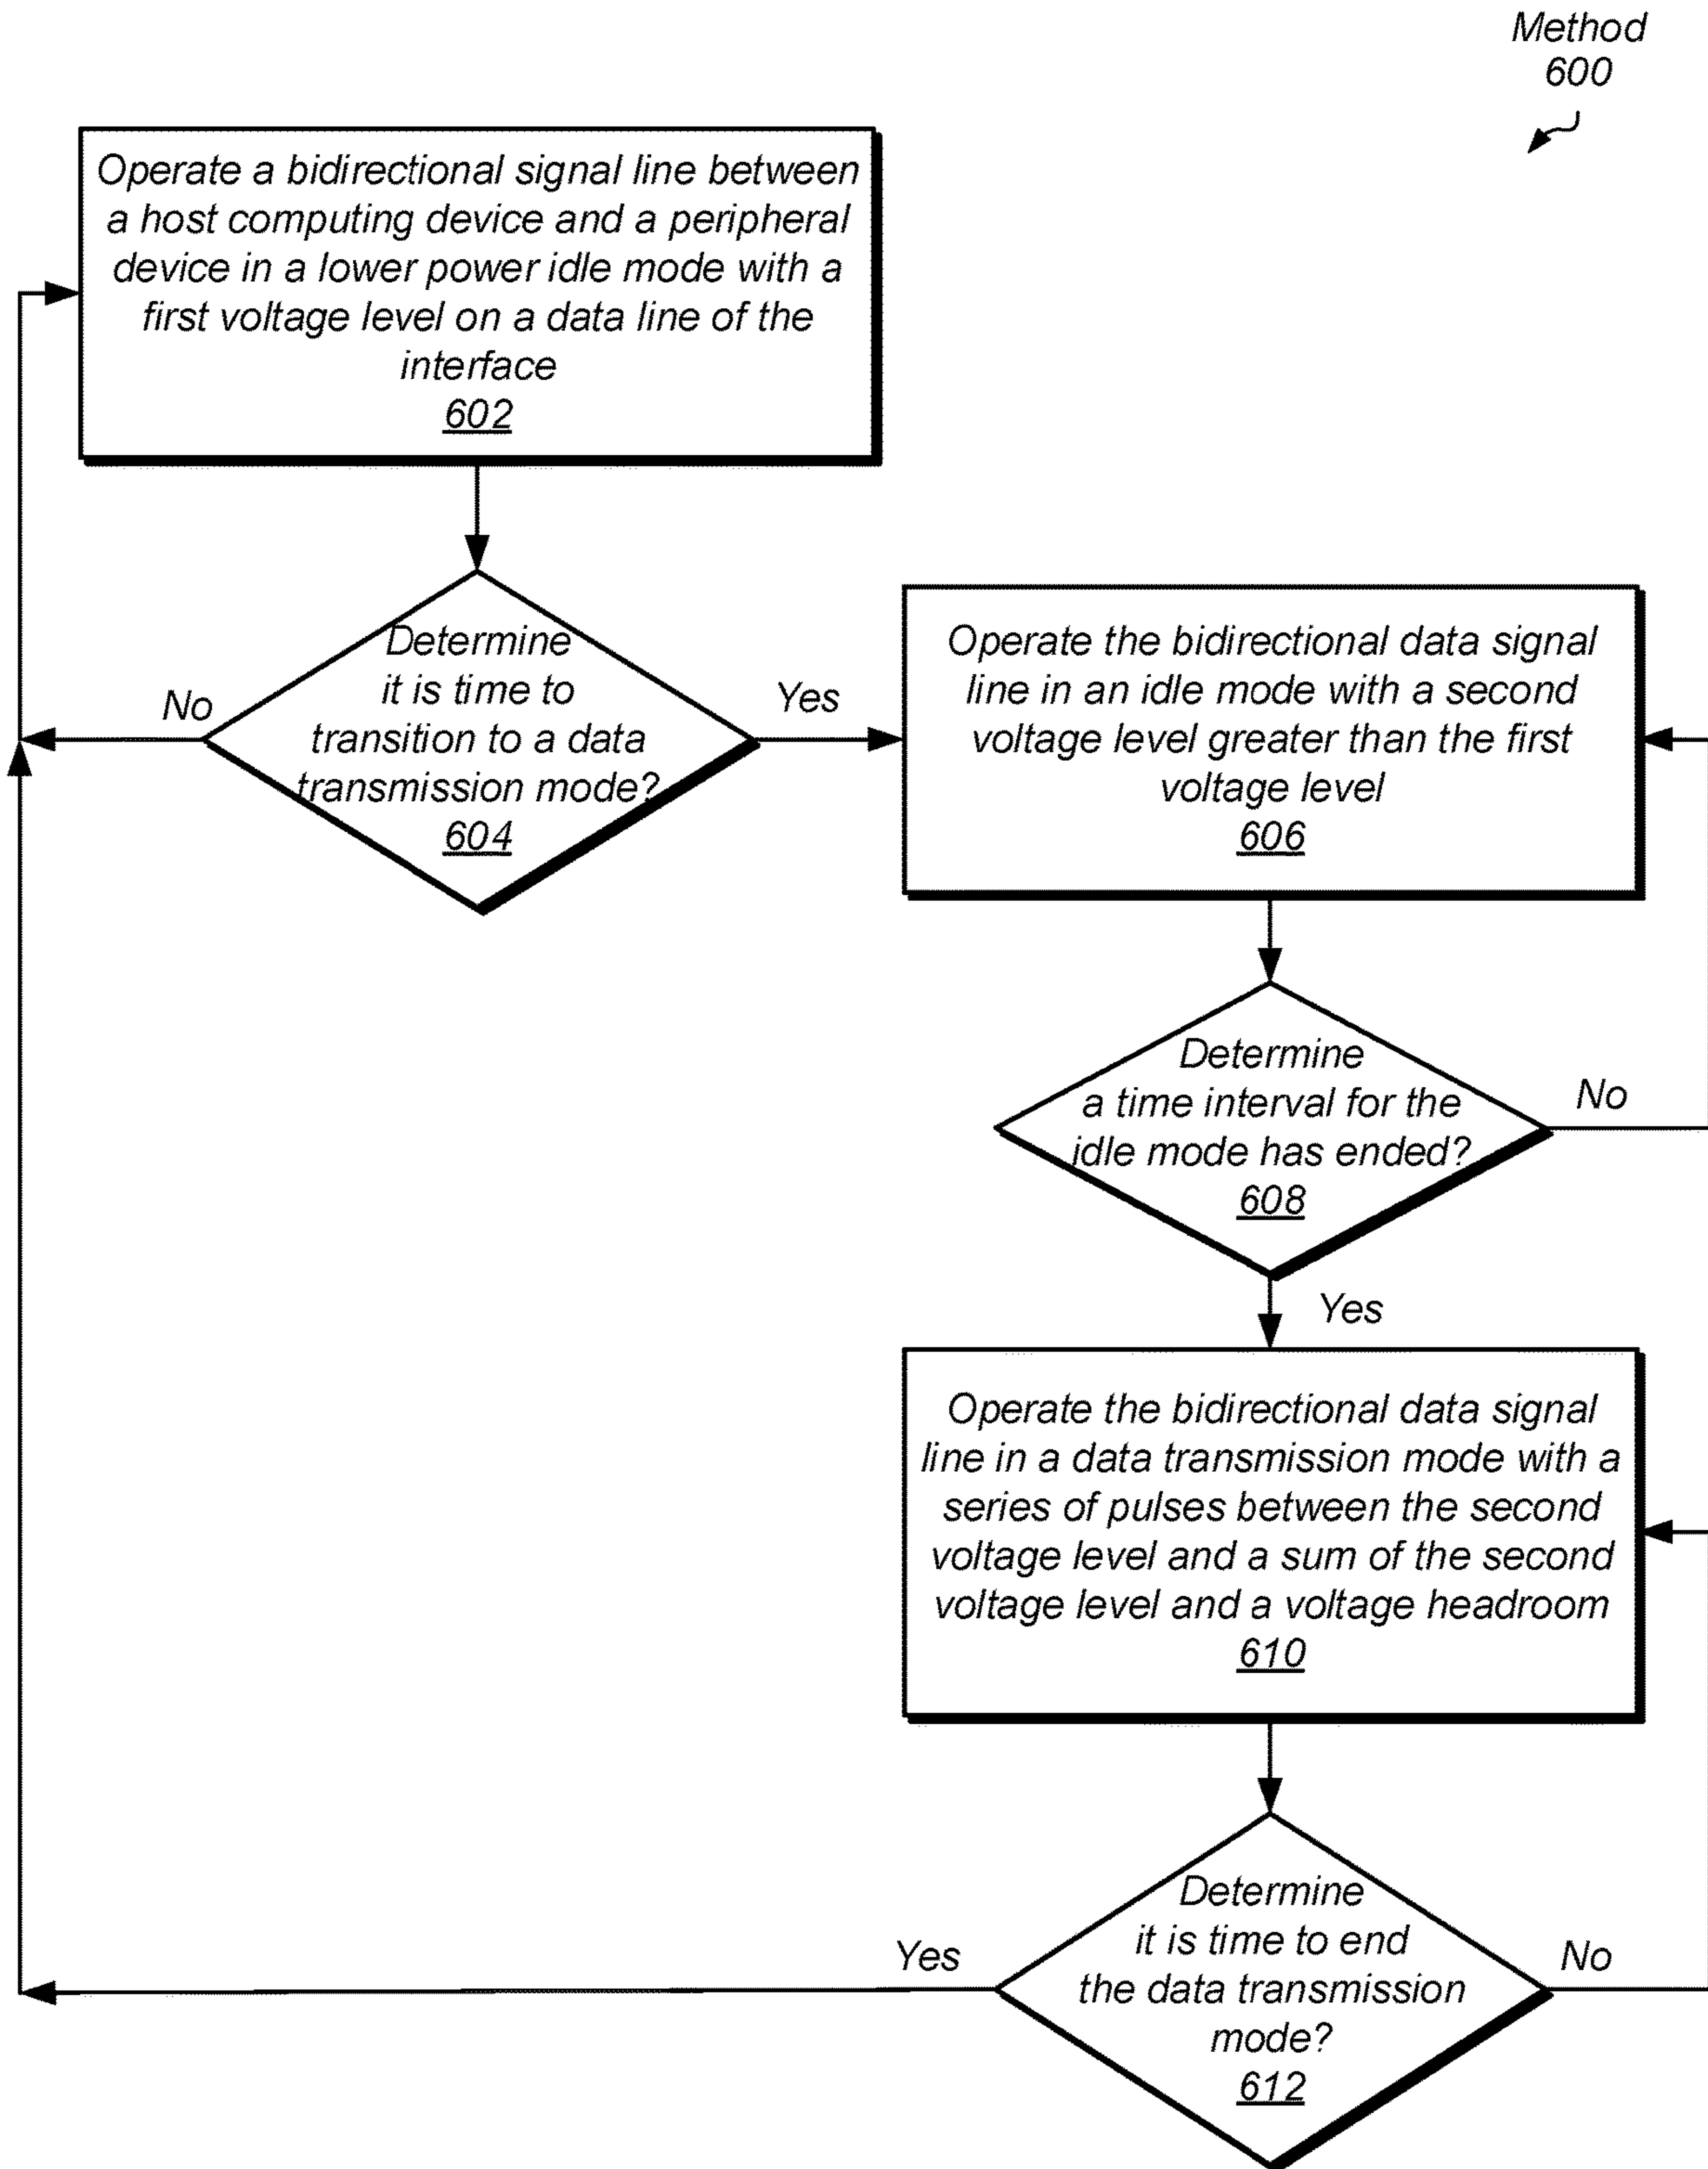 Method
600
Operate a bidirectional signal line between
a host computing device and a peripheral
device in a lower power idle mode with a
first voltage level on a data line of the
interface
602
Determine
it is time to
transition to a data
transmission mode?
604
No
Yes
Operate the bidirectional data signal
line in an idle mode with a second
voltage level greater than the first
voltage level
606
Determine
a time interval for the
idle mode has ended?
608
No
Yes
Operate the bidirectional data signal
line in a data transmission mode with a
series of pulses between the second
voltage level and a sum of the second
voltage level and a voltage headroom
610
Determine
it is time to end
the data transmission
mode?
612
Yes
No